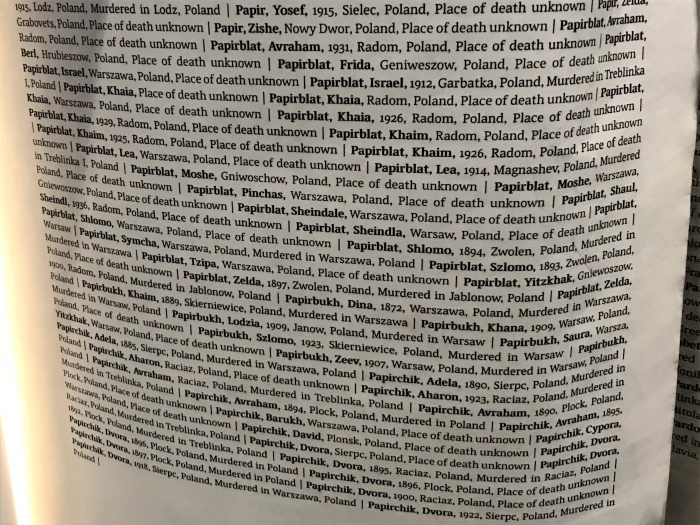 1915, Lodz, Poland, Murdered in Lodz, Poland | Papir, Yosef, 1915, Sielec, Poland, Place of death unknown | Papir, Zelda,
Grabovets, Poland, Place of death unknown | Papir, Zishe, Nowy Dwor, Poland, Place of death unknown | Papirblat, Avraham,
Radom, Poland, Place of death unknown | Papirblat, Avraham, 1931, Radom, Poland, Place of death unknown | Papirblat,
Berl, Hrubieszow, Poland, Place of death unknown | Papirblat, Frida, Geniweszow, Poland, Place of death unknown |
Papirblat, Israel, Warszawa, Poland, Place of death unknown | Papirblat, Israel, 1912, Garbatka, Poland, Murdered in Treblinka
I, Poland | Papirblat, Khaia, Place of death unknown | Papirblat, Khaia, Radom, Poland, Place of death unknown | Papirblat,
Khaia, Warszawa, Poland, Place of death unknown | Papirblat, Khaia, 1926, Radom, Poland, Place of death unknown |
Papirblat, Khaia, 1929, Radom, Poland, Place of death unknown | Papirblat, Khaim, Radom, Poland, Place of death unknown
| Papirblat, Khaim, 1925, Radom, Poland, Place of death unknown | Papirblat, Khaim, 1926, Radom, Poland, Place of death
unknown | Papirblat, Lea, Warszawa, Poland, Place of death unknown | Papirblat, Lea, 1914, Magnashev, Poland, Murdered
in Treblinka I, Poland | Papirblat, Moshe, Gniwoschow, Poland, Place of death unknown | Papirblat, Moshe, Warszawa,
Poland, Place of death unknown | Papirblat, Pinchas, Warszawa, Poland, Place of death unknown | Papirblat, Shaul,
Gniewoszow, Poland, Place of death unknown | Papirblat, Sheindale, Warszawa, Poland, Place of death unknown | Papirblat,
Sheindl, 1936, Radom, Poland, Place of death unknown | Papirblat, Sheindla, Warsaw, Poland, Place of death unknown |
Papirblat, Shlomo, Warszawa, Poland, Place of death unknown | Papirblat, Shlomo, 1894, Zwolen, Poland, Murdered in
Warsaw | Papirblat, Symcha, Warszawa, Poland, Murdered in Warszawa, Poland | Papirblat, Szlomo, 1893, Zwolen, Poland,
Murdered in Warszawa | Papirblat, Tzipa, Warszawa, Poland, Place of death unknown | Papirblat, Yitzkhak, Gniewoszow,
Poland, Place of death unknown | Papirblat, Zelda, 1897, Zwolen, Poland, Murdered in Jablonow, Poland | Papirblat, Zelda,
1900, Radom, Poland, Murdered in Jablonow, Poland | Papirbukh, Dina, 1872, Warszawa, Poland, Murdered in Warszawa,
Poland | Papirbukh, Khaim, 1889, Skierniewice, Poland, Murdered in Warszawa | Papirbukh, Khana, 1909, Warsaw, Poland,
Murdered in Warsaw, Poland | Papirbukh, Lodzia, 1909, Janow, Poland, Murdered in Warsaw | Papirbukh, Saura, Warsza,
Poland, Place of death unknown | Papirbukh, Szlomo, 1923, Skierniewice, Poland, Murdered in Warsaw | Papirbukh,
Yitzkhak, Warsaw, Poland, Place of death unknown | Papirbukh, Zeev, 1907, Warsaw, Poland, Murdered in Warsaw, Poland |
Papirchik, Adela, 1885, Sierpc, Poland, Murdered in Warszawa, Poland | Papirchik, Adela, 1890, Sierpc, Poland, Murdered in
Poland | Papirchik, Aharon, Raciaz, Poland, Place of death unknown | Papirchik, Aharon, 1923, Raciaz, Poland, Murdered in
Poland | Papirchik, Avraham, Raciaz, Poland, Murdered in Treblinka, Poland | Papirchik, Avraham, 1890, Plock, Poland,
Murdered in Treblinka, Poland | Papirchik, Avraham, 1894, Plock, Poland, Murdered in Poland | Papirchik, Avraham, 1895,
Plock, Poland, Place of death unknown | Papirchik, Barukh, Warszawa, Poland, Place of death unknown | Papirchik, Cypora,
Warszawa, Poland, Place of death unknown | Papirchik, David, Plonsk, Poland, Place of death unknown | Papirchik, Dvora,
Raciaz, Poland, Murdered in Treblinka, Poland | Papirchik, Dvora, Sierpc, Poland, Place of death unknown | Papirchik, Dvora,
1892, Plock, Poland, Murdered in Treblinka, Poland | Papirchik, Dvora, 1895, Raciaz, Poland, Murdered in Raciaz, Poland |
Papirchik, Dvora, 1896, Plock, Poland, Murdered in Poland | Papirchik, Dvora, 1896, Plock, Poland, Place of death unknown |
Papirchik, Dvora, 1897, Plock, Poland, Murdered in Poland | Papirchik, Dvora, 1900, Raciaz, Poland, Place of death unknown |
Papirchik, Dvora, 1918, Sierpc, Poland, Murdered in Warszawa, Poland | Papirchik, Dvora, 1922, Sierpc, Poland, Murdered in
Poland |